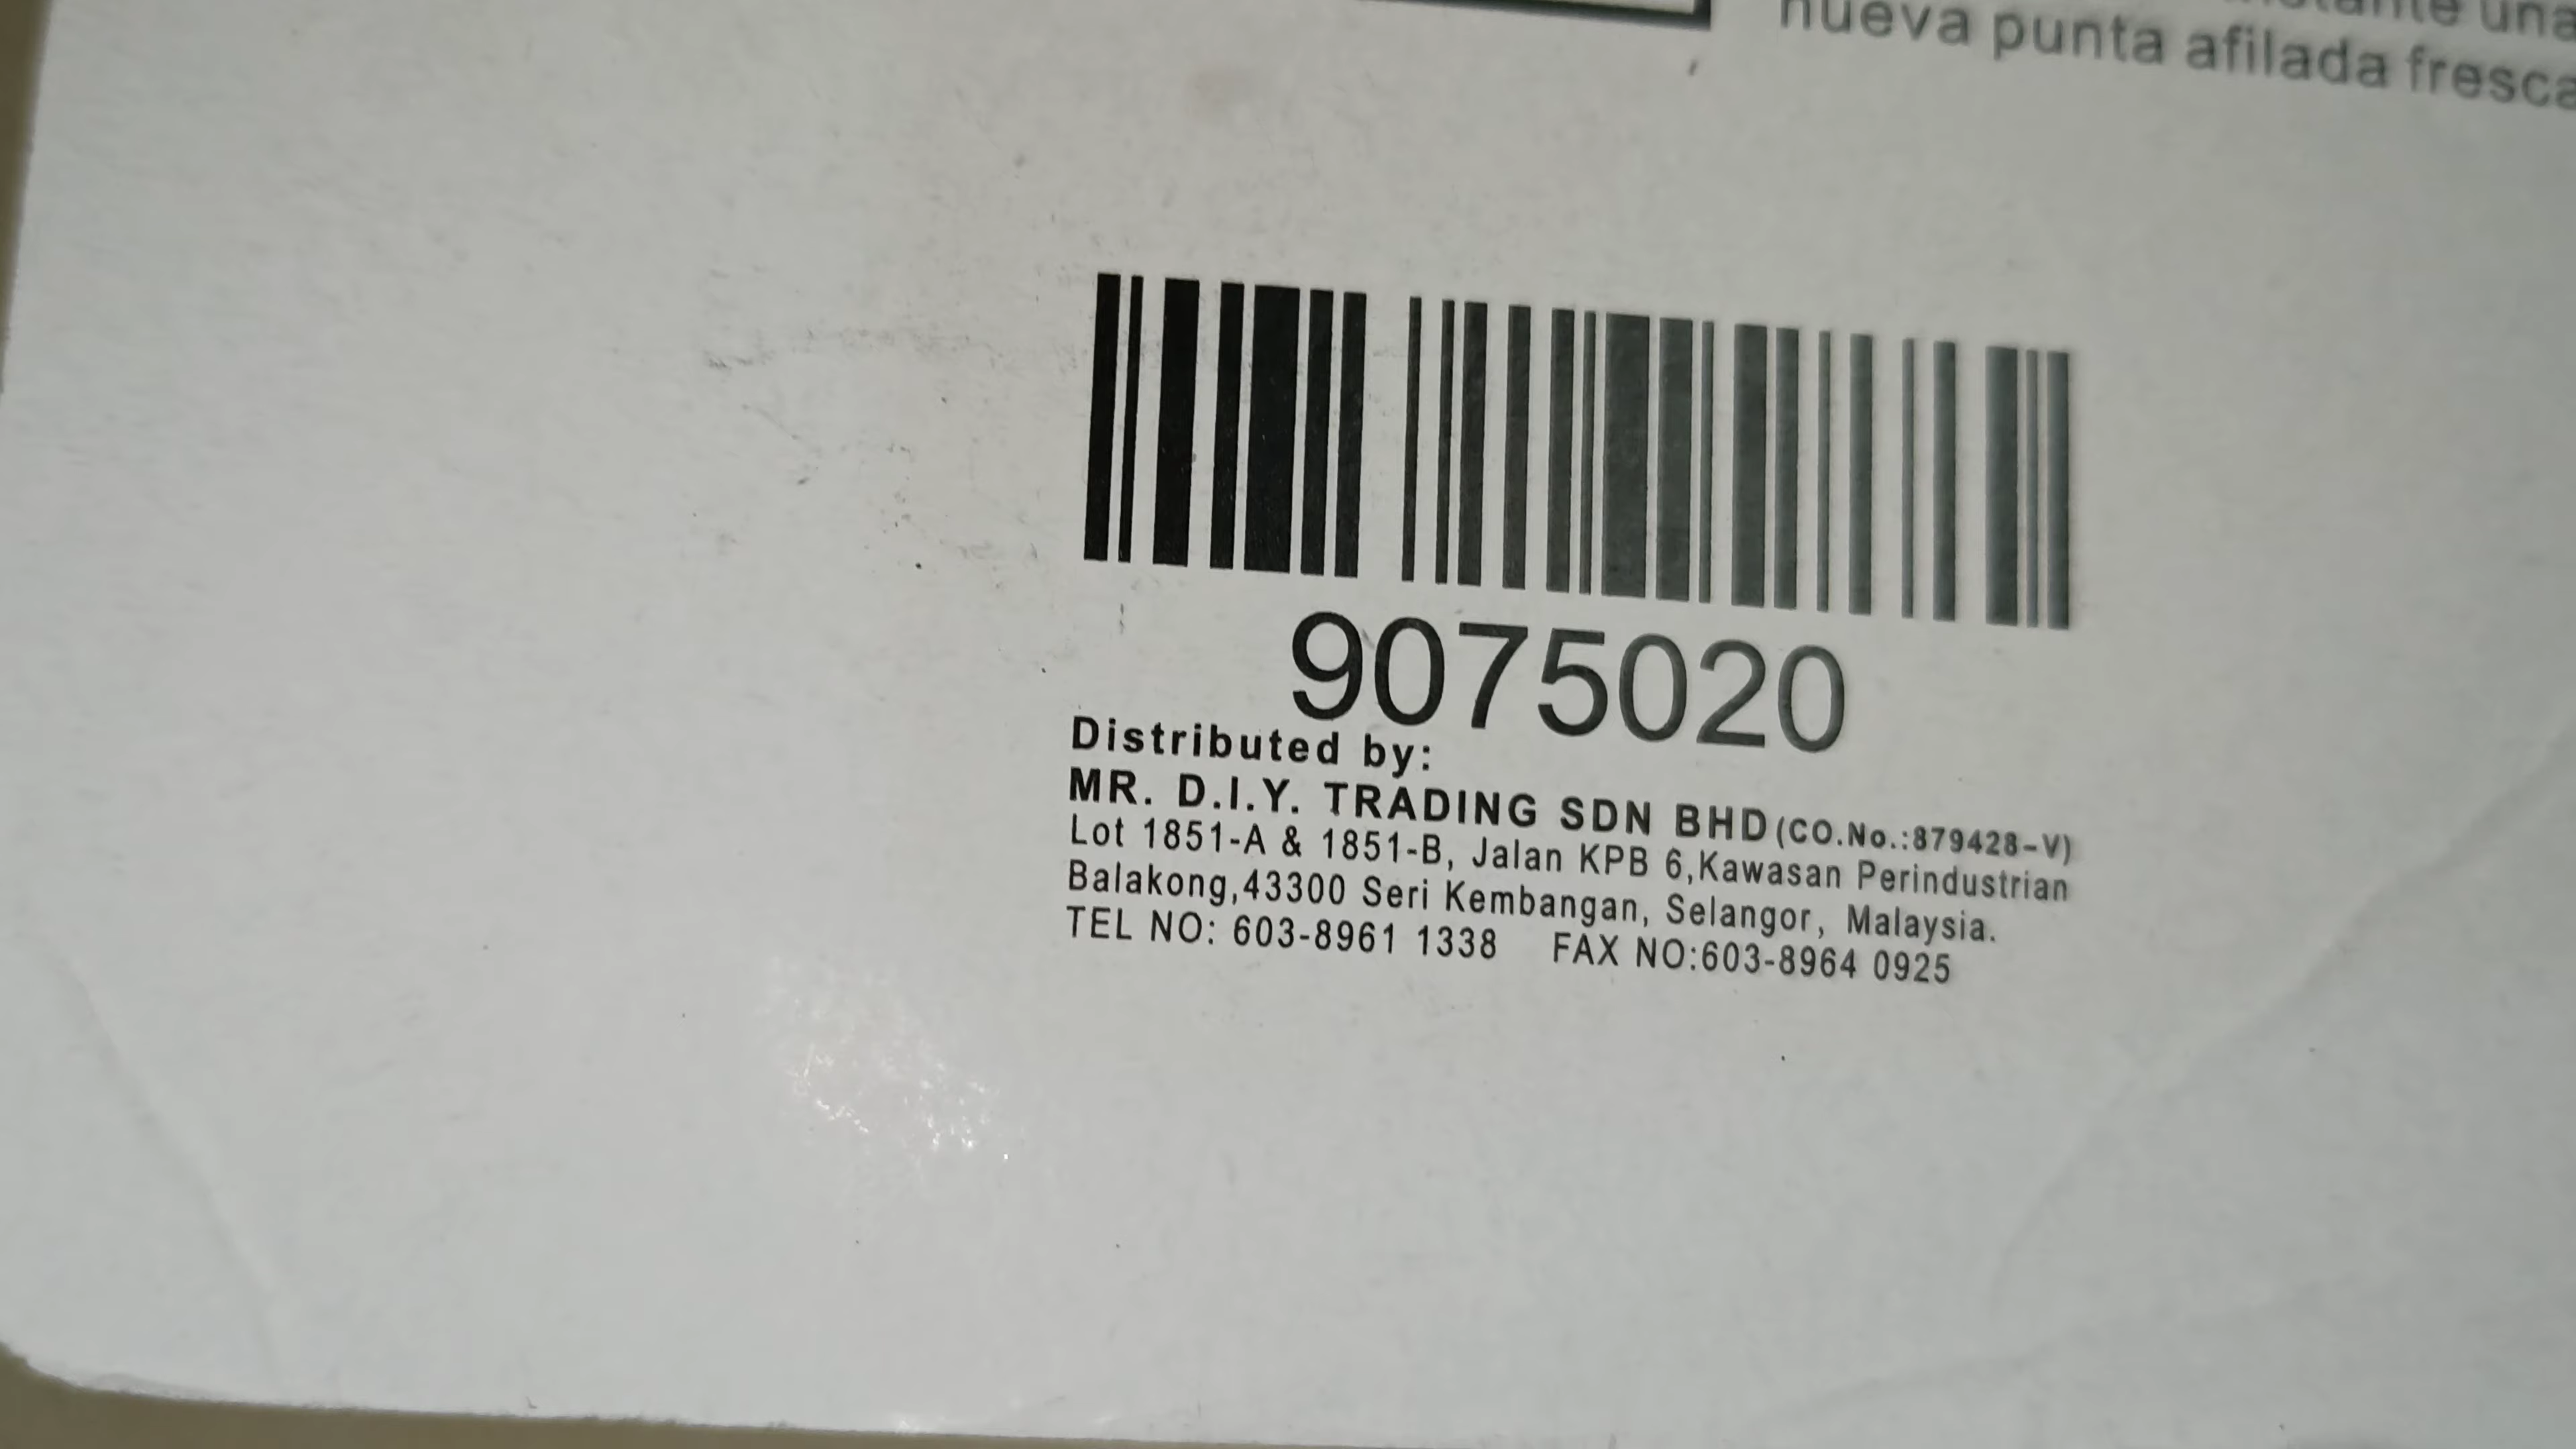 una
nueva punta afilada fresca
9075020
Distributed by:
MR. D.I.Y. TRADING SDN BHD(CO.No.:879428-V)
Lot 1851-A & 1851-B, Jalan KPB 6,Kawasan Perindustrian
Balakong,43300 Seri Kembangan, Selangor, Malaysia.
TEL NO: 603-8961 1338 FAX NO:603-8964 0925